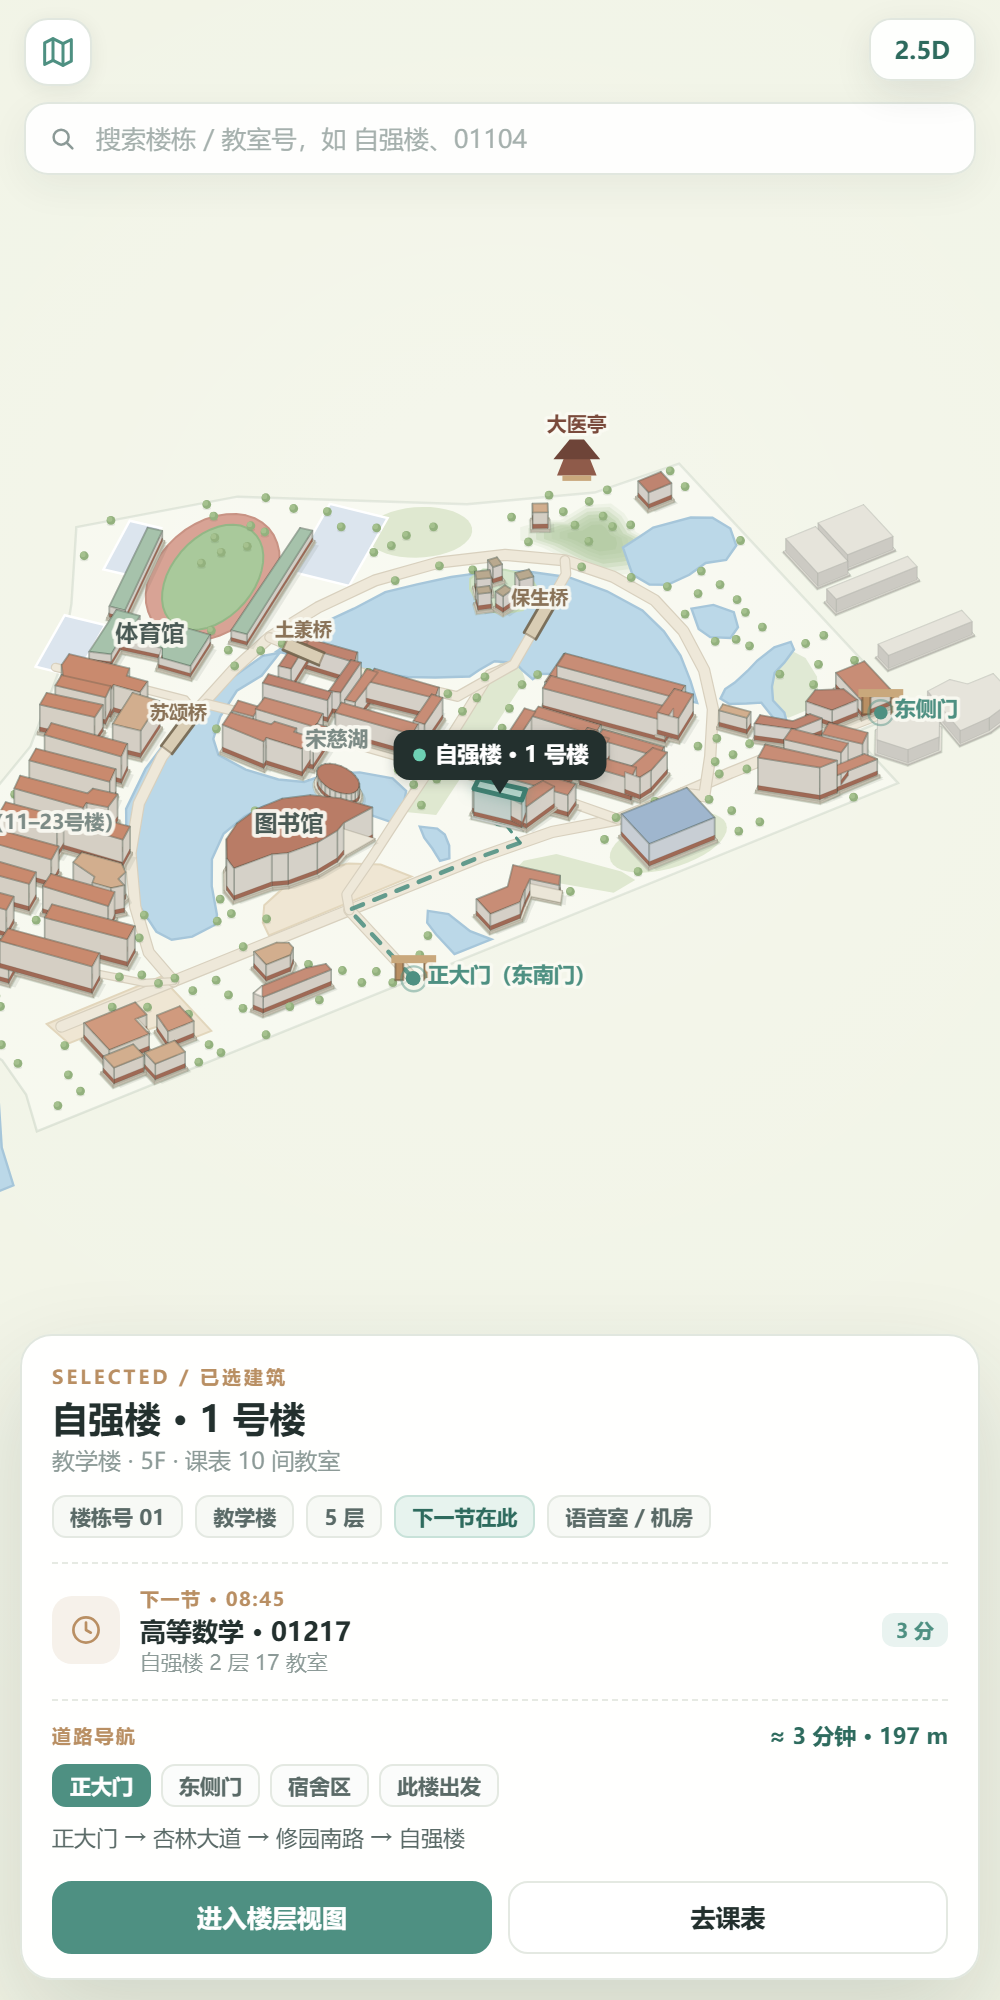 2.5D
搜索楼栋 / 教室号，如 自强楼、01104
大医亭
保生桥
体育馆
土豪桥
苏颂桥
宋慈湖
东侧门
自强楼 • 1 号楼
(11–23号楼)
图书馆
正大门（东南门）
SELECTED / 已选建筑
自强楼 • 1 号楼
教学楼 · 5F · 课表 10 间教室
楼栋号 01
教学楼
5 层
下一节在此
语音室 / 机房
下一节 • 08:45
高等数学 • 01217
3 分
自强楼 2 层 17 教室
道路导航
≈ 3 分钟 • 197 m
正大门
东侧门
宿舍区
此楼出发
正大门 → 杏林大道 → 修园南路 → 自强楼
进入楼层视图
去课表